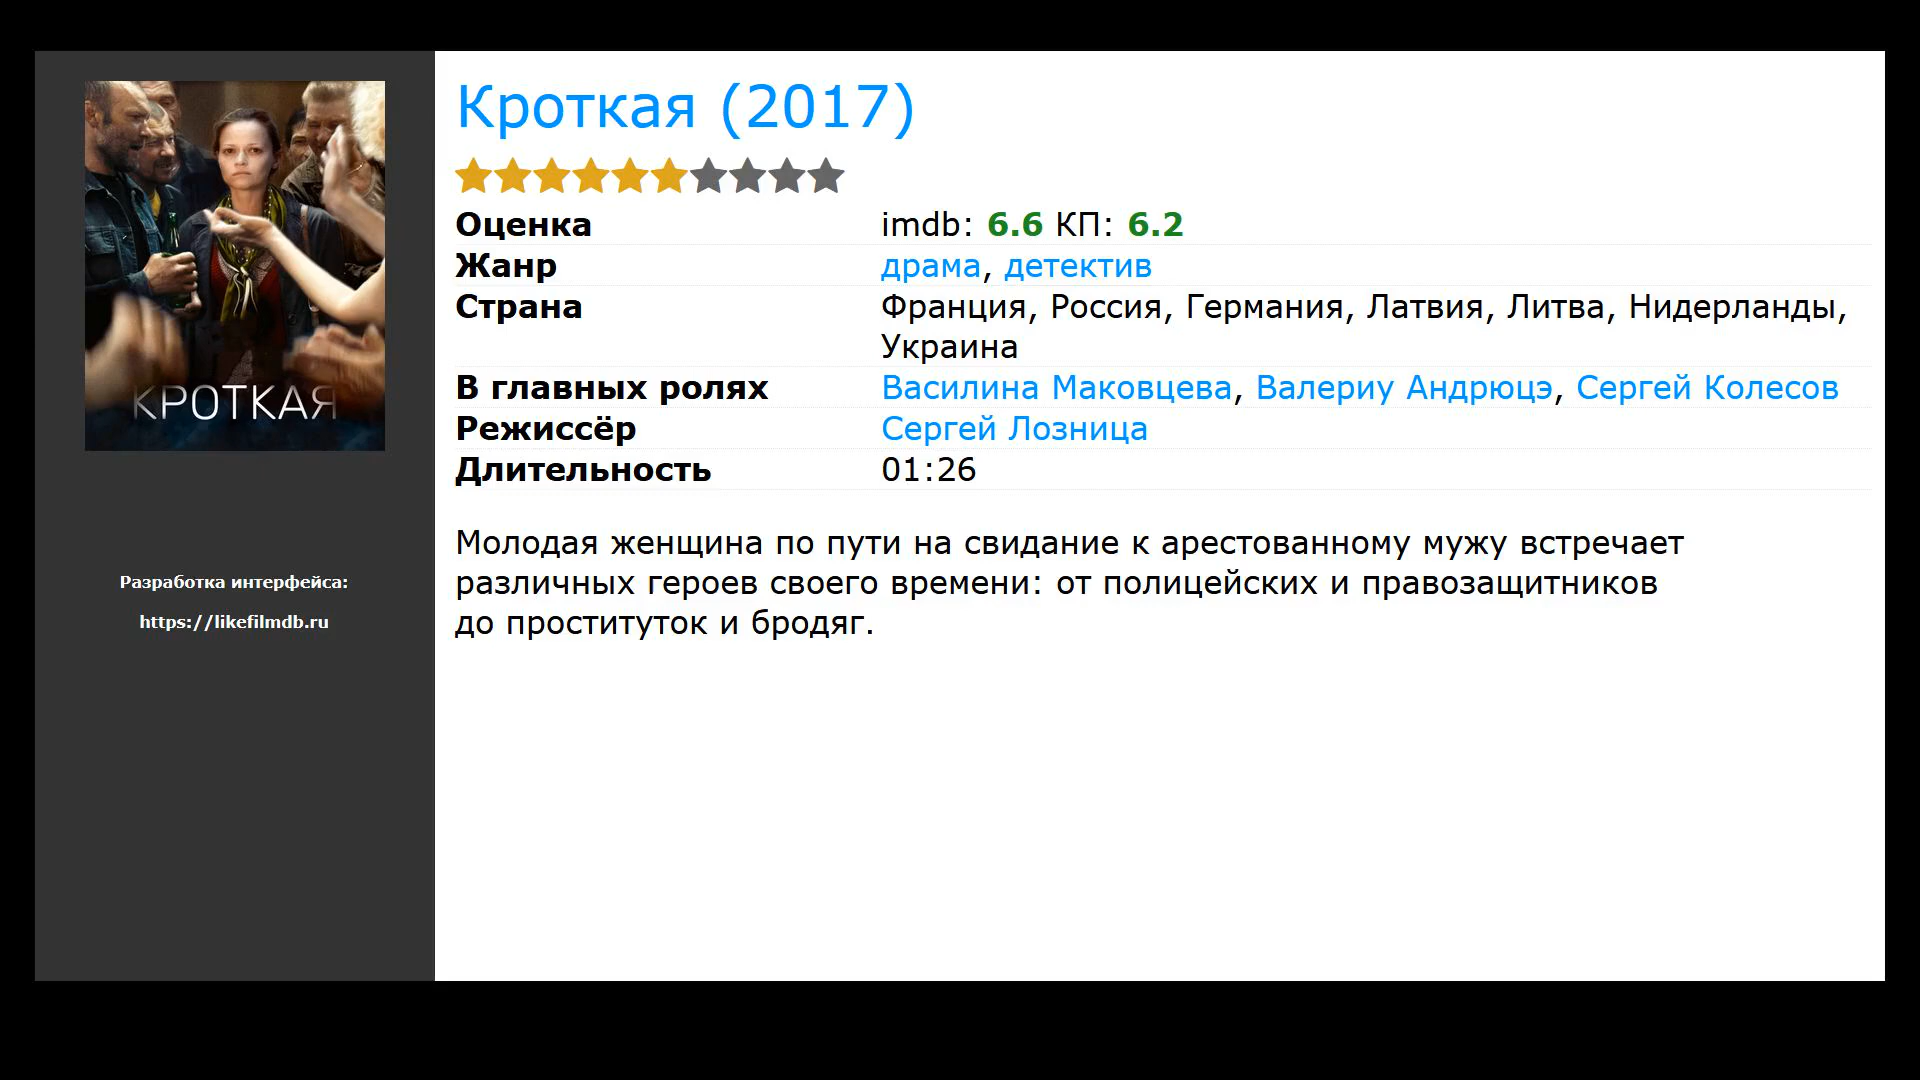 КРОТКАЯ
Разработка интерфейса:
https://likefilmdb.ru
Кроткая (2017)
Оценка imdb: 6.6 КП: 6.2
Жанр драма, детектив
Страна Франция, Россия, Германия, Латвия, Литва, Нидерланды,
Украина
В главных ролях Василина Маковцева, Валериу Андрюцэ, Сергей Колесов
Режиссёр Сергей Лозница
Длительность 01:26
Молодая женщина по пути на свидание к арестованному мужу встречает
различных героев своего времени: от полицейских и правозащитников
до проституток и бродяг.